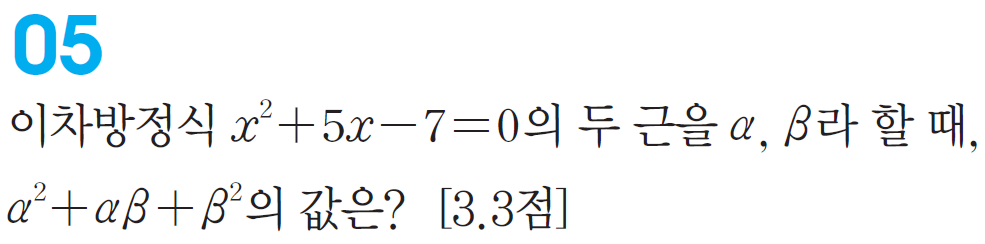 05
이차방정식 x²+5x-7=0의 두 근을 α, β라 할 때,
α²+αβ+β²의 값은? [3.3점]